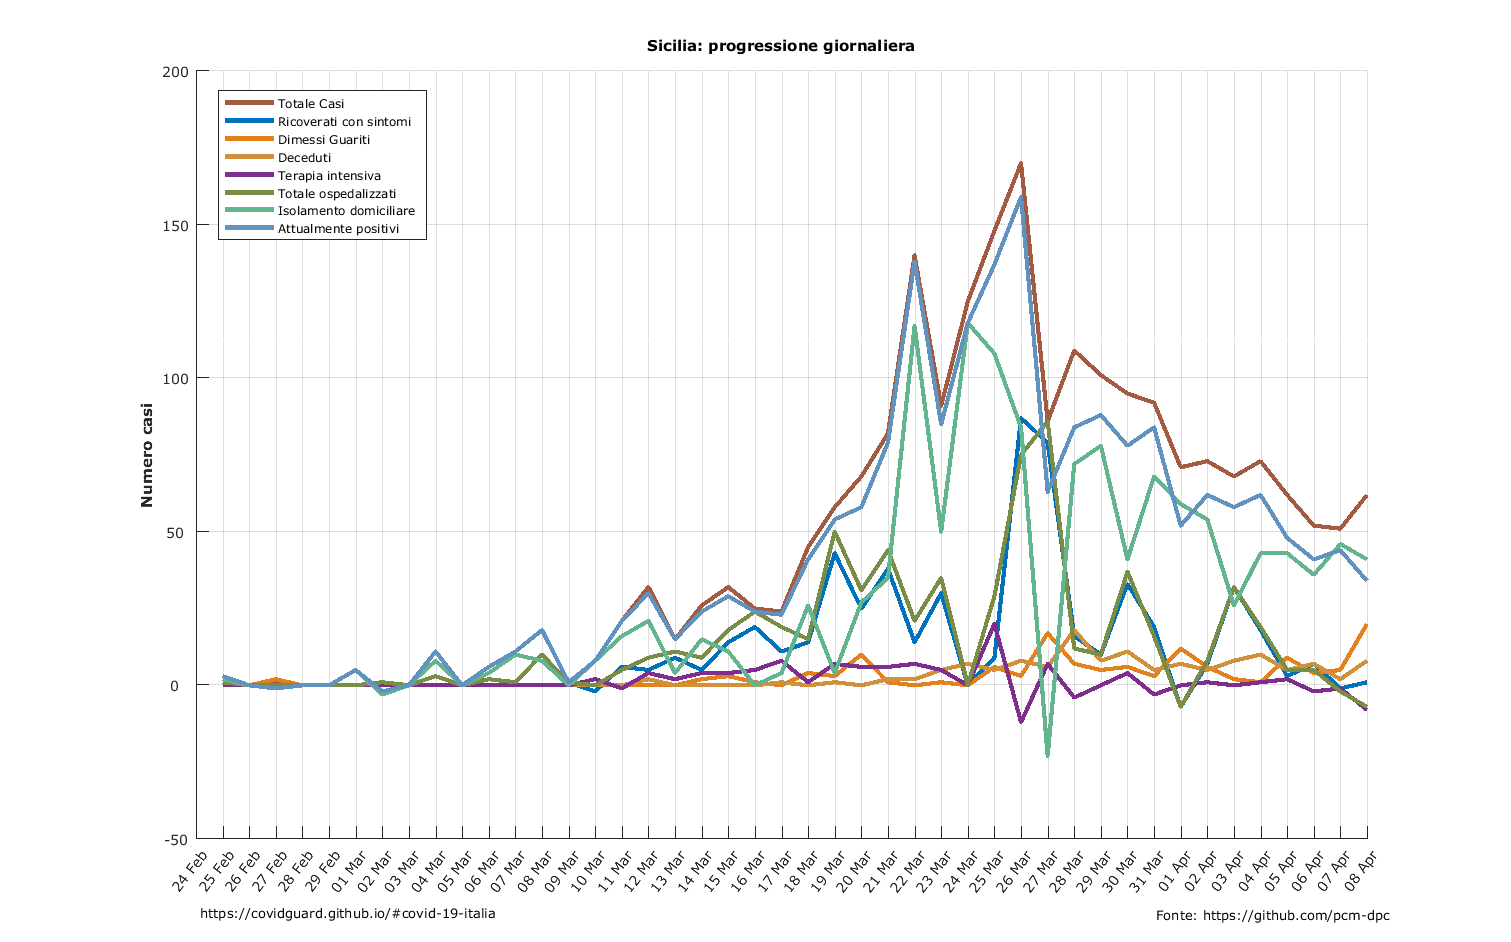 Sicilia: progressione giornaliera
200
150
100
50
0
-50
Numero casi
Totale Casi
Ricoverati con sintomi
Dimessi Guariti
Deceduti
Terapia intensiva
Totale ospedalizzati
Isolamento domiciliare
Attualmente positivi
24 Feb
25 Feb
26 Feb
27 Feb
28 Feb
29 Feb
01 Mar
02 Mar
03 Mar
04 Mar
05 Mar
06 Mar
07 Mar
08 Mar
09 Mar
10 Mar
11 Mar
12 Mar
13 Mar
14 Mar
15 Mar
16 Mar
17 Mar
18 Mar
19 Mar
20 Mar
21 Mar
22 Mar
23 Mar
24 Mar
25 Mar
26 Mar
27 Mar
28 Mar
29 Mar
30 Mar
31 Mar
01 Apr
02 Apr
03 Apr
04 Apr
05 Apr
06 Apr
07 Apr
08 Apr
https://covidguard.github.io/#covid-19-italia
Fonte: https://github.com/pcm-dpc